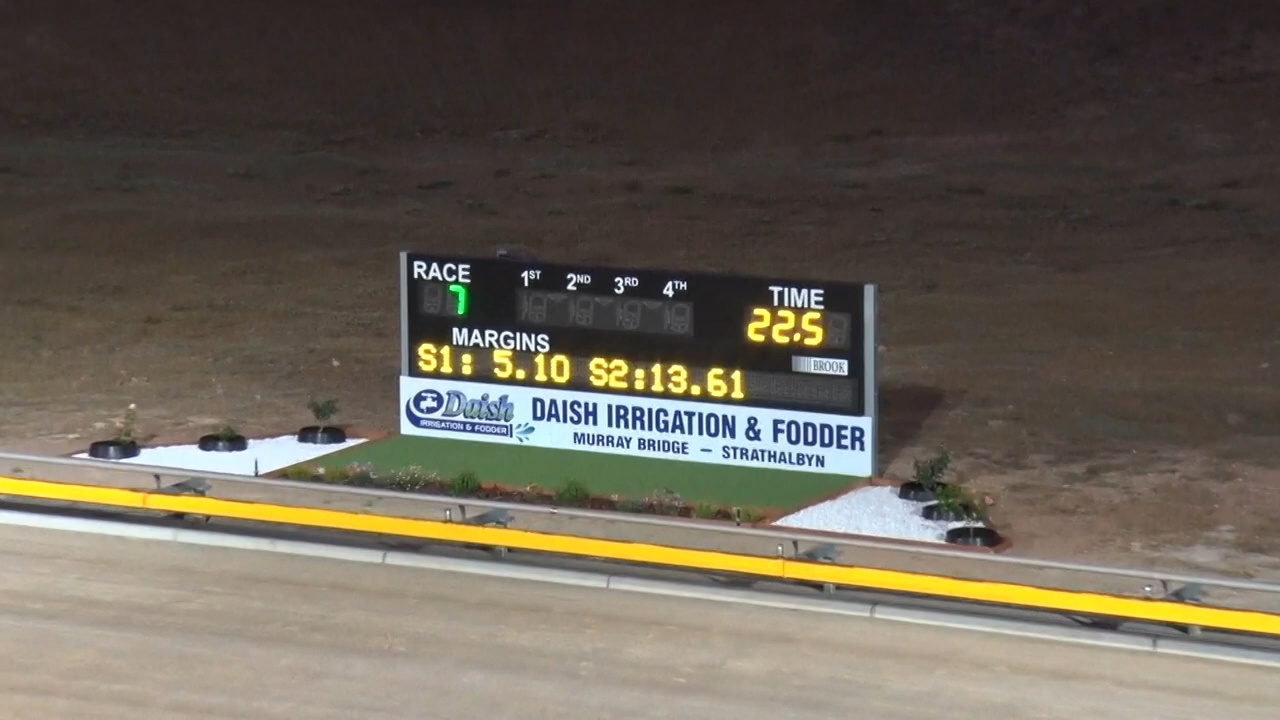 RACE 1ST 2ND 3RD 4TH TIME
7 22.5
MARGINS
BROOK
S1: 5.10 S2:13.61
Daish
IRRIGATION & FODDER
DAISH IRRIGATION & FODDER
MURRAY BRIDGE – STRATHALBYN